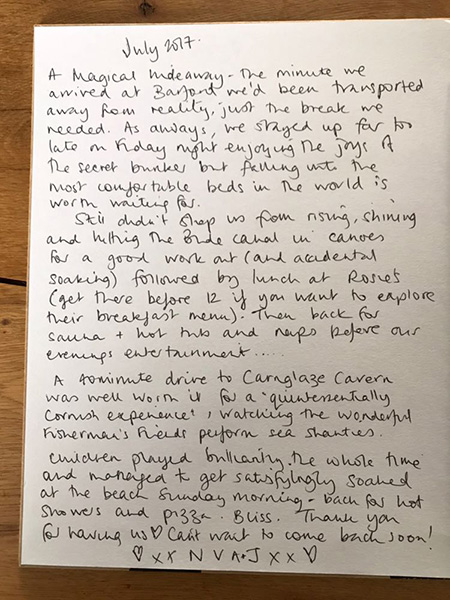 July 2017.
A Magical hideaway - the minute we
arrived at Barford we'd been transported
away from reality, just the break we
needed. As always, we stayed up far too
late on Friday night enjoying the joys of
the secret bunker but falling into the
most comfortable beds in the world is
worth waiting for.
Still didn't stop us from rising, shining
and hitting the Bude canal in canoes
for a good work out (and accidental
soaking) followed by lunch at Rosie's
(get there before 12 if you want to explore
their breakfast menu). Then back for
sauna + hot tub and naps before our
evenings entertainment.....
A 40minute drive to Carnglaze Cavern
was well worth it for a 'quintessentially
Cornish experience', watching the wonderful
Fisherman's Friends perform sea shanties.
Children played brilliantly the whole time
and managed to get satisfyingly soaked
at the beach Sunday morning - back for hot
showers and pizza. Bliss. Thank you
for having us ♡ Can't wait to come back soon!
♡ x x N V A+J x x ♡